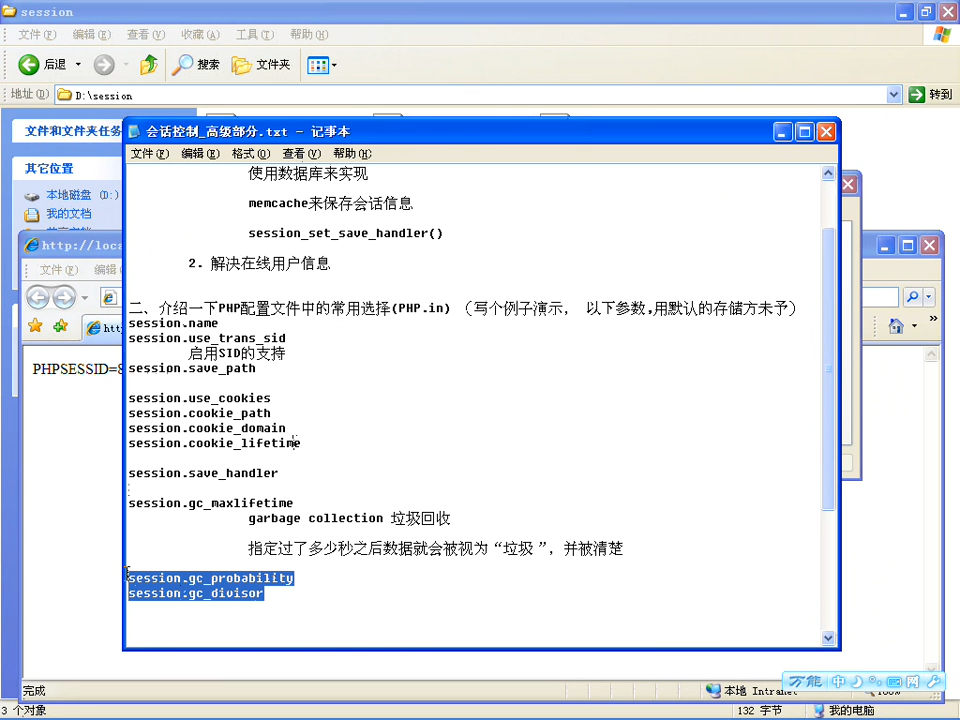 session
文件(F) 编辑(E) 查看(V) 收藏(A) 工具(T) 帮助(H)
后退 搜索 文件夹
地址(D) D:\session 转到
文件和文件夹任务
其它位置
本地磁盘 (D:)
我的文档
http://loca
文件(F) 编辑
htt
PHPSESSID=8
会话控制_高级部分.txt - 记事本
文件(F) 编辑(E) 格式(O) 查看(V) 帮助(H)
使用数据库来实现
memcache来保存会话信息
session_set_save_handler()
2. 解决在线用户信息
二、介绍一下PHP配置文件中的常用选择(PHP.in) (写个例子演示, 以下参数,用默认的存储方未予)
session.name
session.use_trans_sid
启用SID的支持
session.save_path
session.use_cookies
session.cookie_path
session.cookie_domain
session.cookie_lifetime
session.save_handler
session.gc_maxlifetime
garbage collection 垃圾回收
指定过了多少秒之后数据就会被视为“垃圾”,并被清楚
session.gc_probability
session.gc_divisor
完成 本地 Intranet 100%
万能 中
3 个对象 132 字节 我的电脑